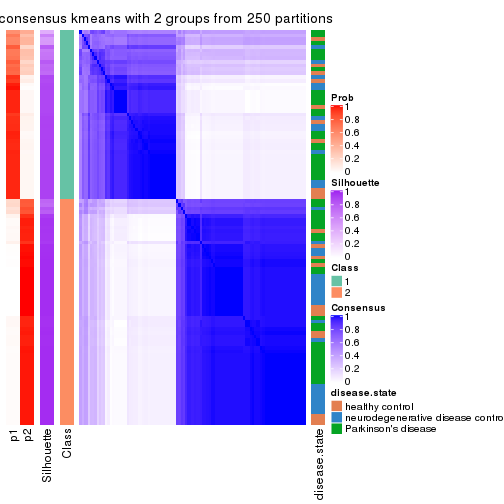 consensus kmeans with 2 groups from 250 partitions
Prob
1
0.8
0.6
0.4
0.2
0
Silhouette
1
0.8
0.6
0.4
0.2
0
Class
1
2
Consensus
1
0.8
0.6
0.4
0.2
0
disease.state
healthy control
neurodegenerative disease contro
Parkinson's disease
p1
p2
Silhouette
Class
disease.state